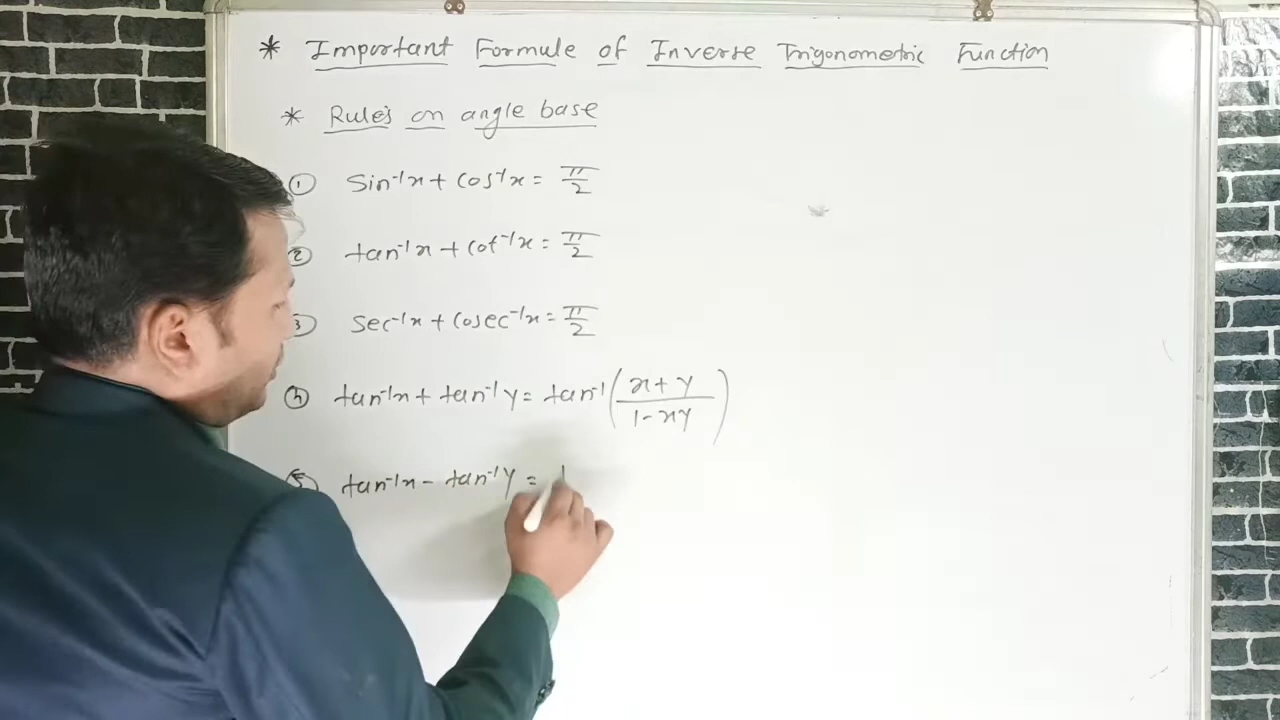 * Important Formule of Inverse Trigonometric Function
* Rules on angle base
① sin⁻¹x + cos⁻¹x = π/2
② tan⁻¹x + cot⁻¹x = π/2
③ sec⁻¹x + cosec⁻¹x = π/2
④ tan⁻¹x + tan⁻¹y = tan⁻¹((x+y)/(1-xy))
⑤ tan⁻¹x - tan⁻¹y =